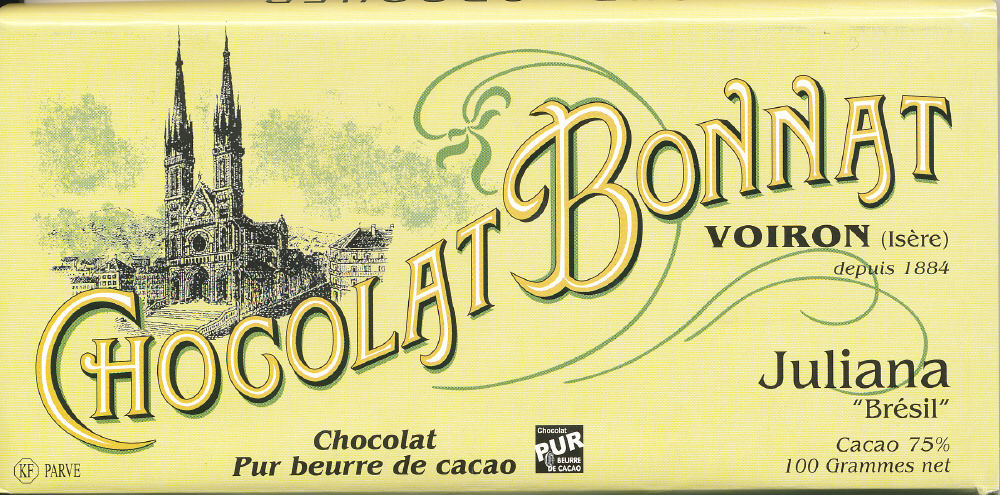 CHOCOLAT BONNAT
VOIRON (Isère)
depuis 1884
Juliana
"Brésil"
Cacao 75%
100 Grammes net
Chocolat
Pur beurre de cacao
Chocolat
PUR
BEURRE
DE CACAO
KF PARVE